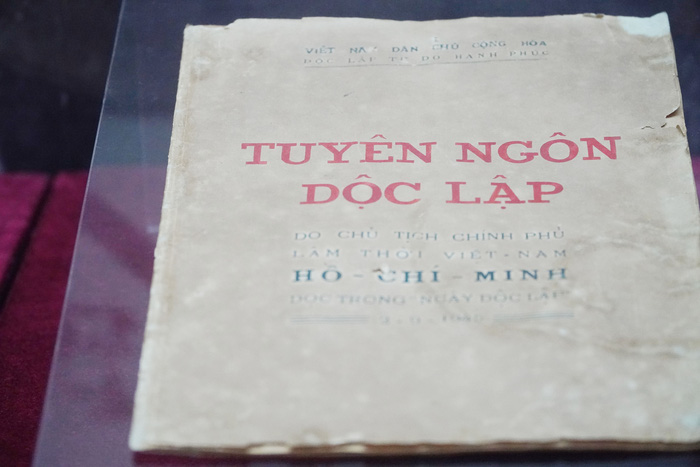 VIỆT NAM DÂN CHỦ CỘNG HÒA
ĐỘC LẬP TỰ DO HẠNH PHÚC
TUYÊN NGÔN
ĐỘC LẬP
DO CHỦ TỊCH CHÍNH PHỦ
LÂM THỜI VIỆT-NAM
HỒ-CHÍ-MINH
ĐỌC TRONG "NGÀY ĐỘC LẬP"
2-9-1945